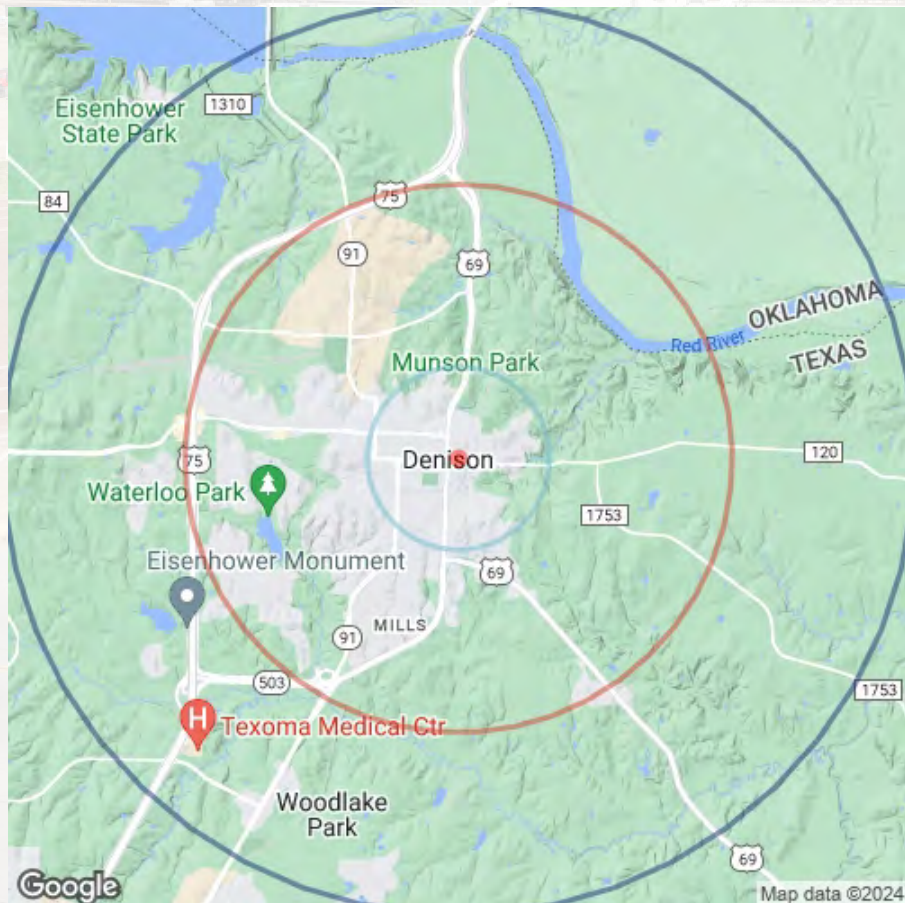 Eisenhower
State Park
1310
84
75
91
69
OKLAHOMA
Red River
TEXAS
Munson Park
Denison
75
120
Waterloo Park
1753
Eisenhower Monument
69
MILLS
91
503
1753
Texoma Medical Ctr
Woodlake
Park
69
Google
Map data ©2024